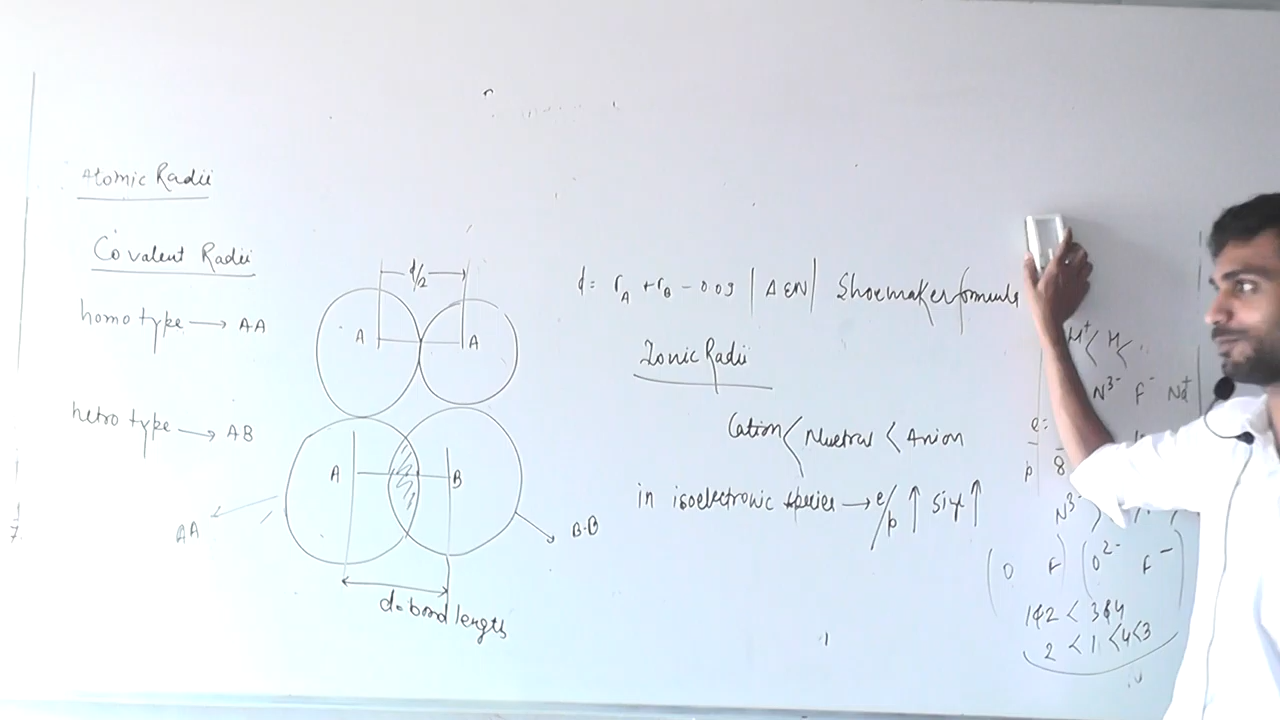 Atomic Radii
Covalent Radii
homo type → AA
hetro type → AB
d/2
A A
A B
AA
B-B
d = bond length
d = rA + rB - 0.09 |ΔEN| Shoemaker formula
Ionic Radii
Cation < Nuetral < Anion
in isoelectronic species → e/p ↑ size ↑
H⁺ < H <
N³⁻ F⁻ Na⁺
e =
p 8
N³⁻ >
(O F) (O²⁻ F⁻)
1&2 < 3&4
2 < 1 < 4 < 3